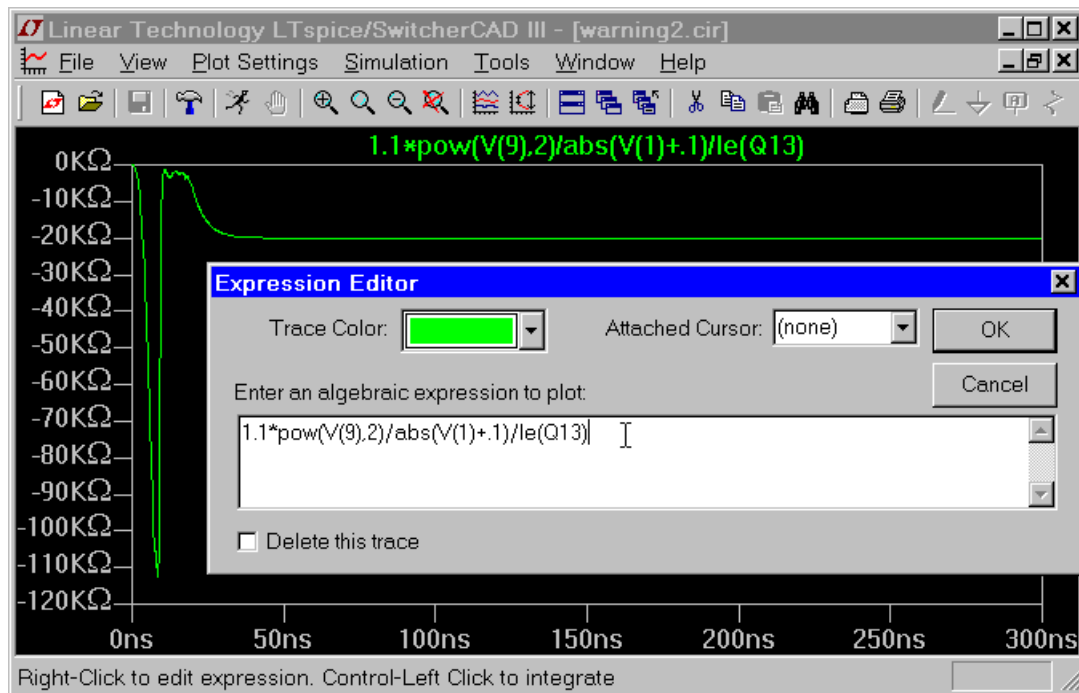 Linear Technology LTspice/SwitcherCAD III - [warning2.cir]
File View Plot Settings Simulation Tools Window Help
1.1*pow(V(9),2)/abs(V(1)+.1)/Ie(Q13)
0KΩ
-10KΩ
-20KΩ
-30KΩ
-40KΩ
-50KΩ
-60KΩ
-70KΩ
-80KΩ
-90KΩ
-100KΩ
-110KΩ
-120KΩ
Expression Editor
Trace Color:
Attached Cursor: (none)
OK
Cancel
Enter an algebraic expression to plot:
1.1*pow(V(9),2)/abs(V(1)+.1)/Ie(Q13)
Delete this trace
0ns 50ns 100ns 150ns 200ns 250ns 300ns
Right-Click to edit expression. Control-Left Click to integrate